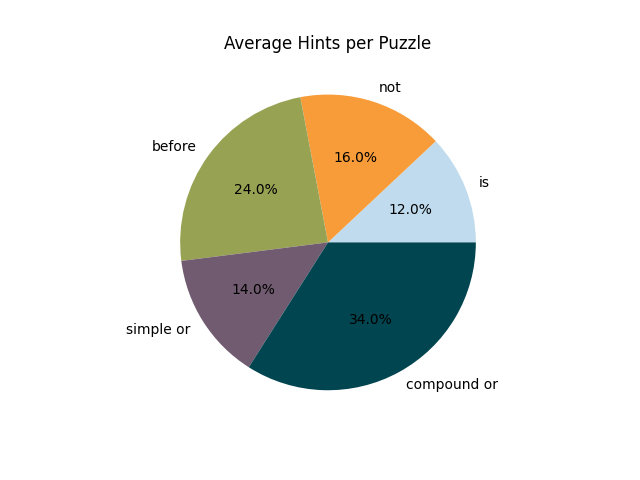 Average Hints per Puzzle
not
before
16.0%
is
24.0%
12.0%
14.0%
34.0%
simple or
compound or